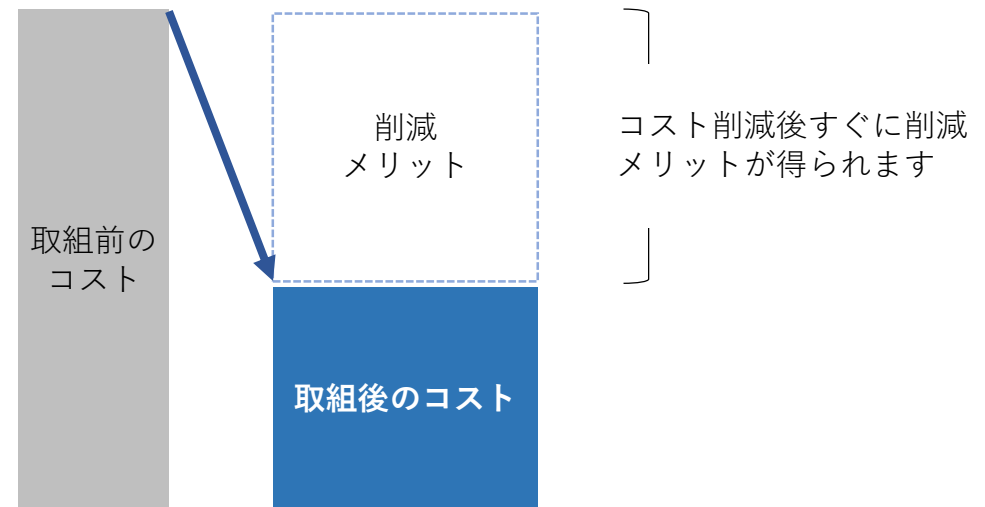 取組前の
コスト
削減
メリット
取組後のコスト
コスト削減後すぐに削減
メリットが得られます